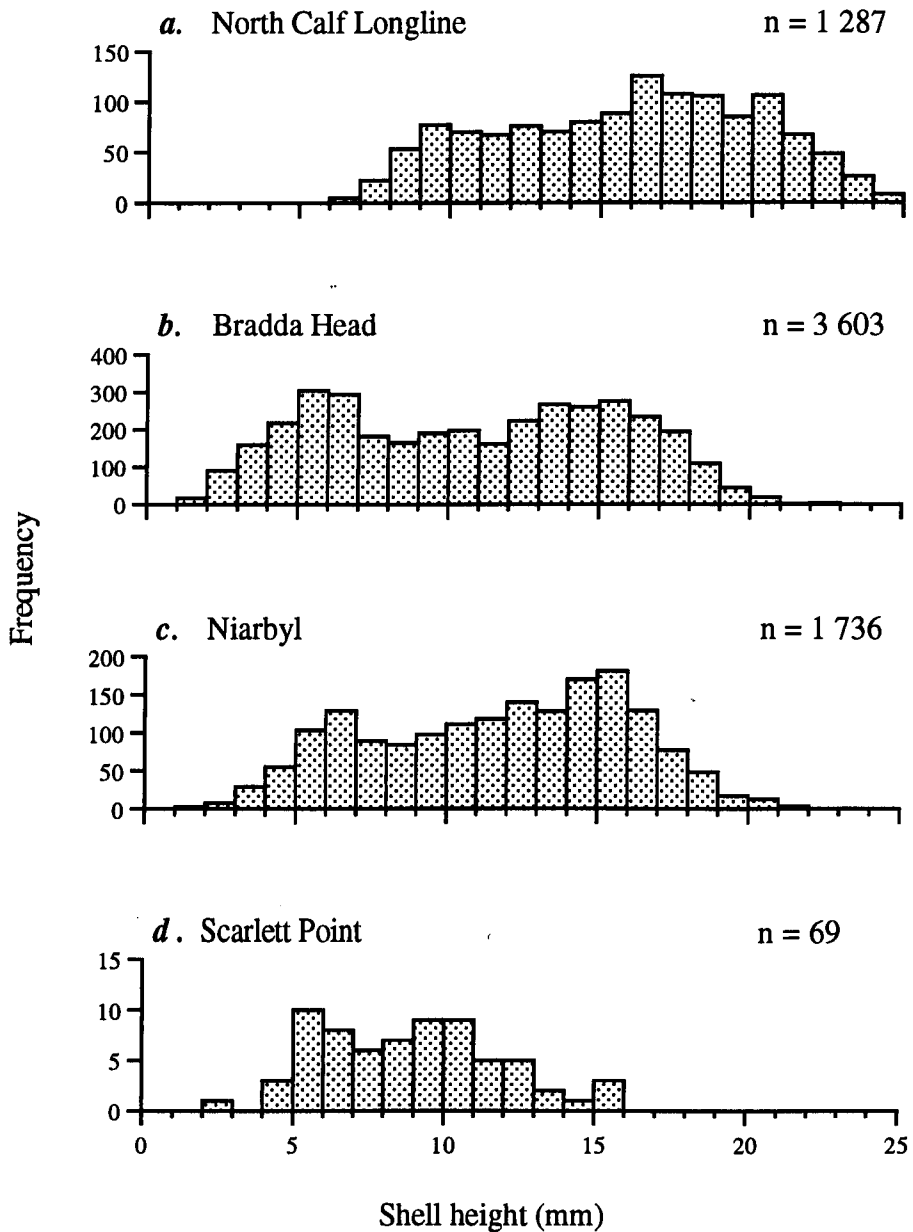 a. North Calf Longline n = 1 287
150
100
50
0
b. Bradda Head n = 3 603
400
300
200
100
0
Frequency
c. Niarbyl n = 1 736
200
150
100
50
0
d. Scarlett Point n = 69
15
10
5
0
0 5 10 15 20 25
Shell height (mm)